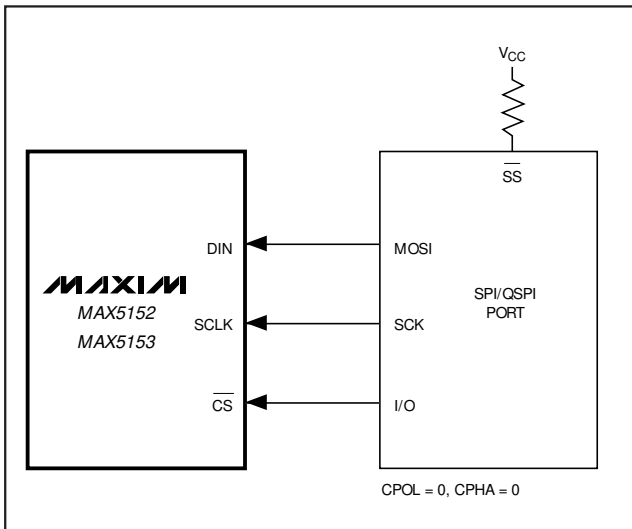 VCC
SS
DIN
MOSI
MAXIM
MAX5152
MAX5153
SPI/QSPI
PORT
SCLK
SCK
CS
I/O
CPOL = 0, CPHA = 0